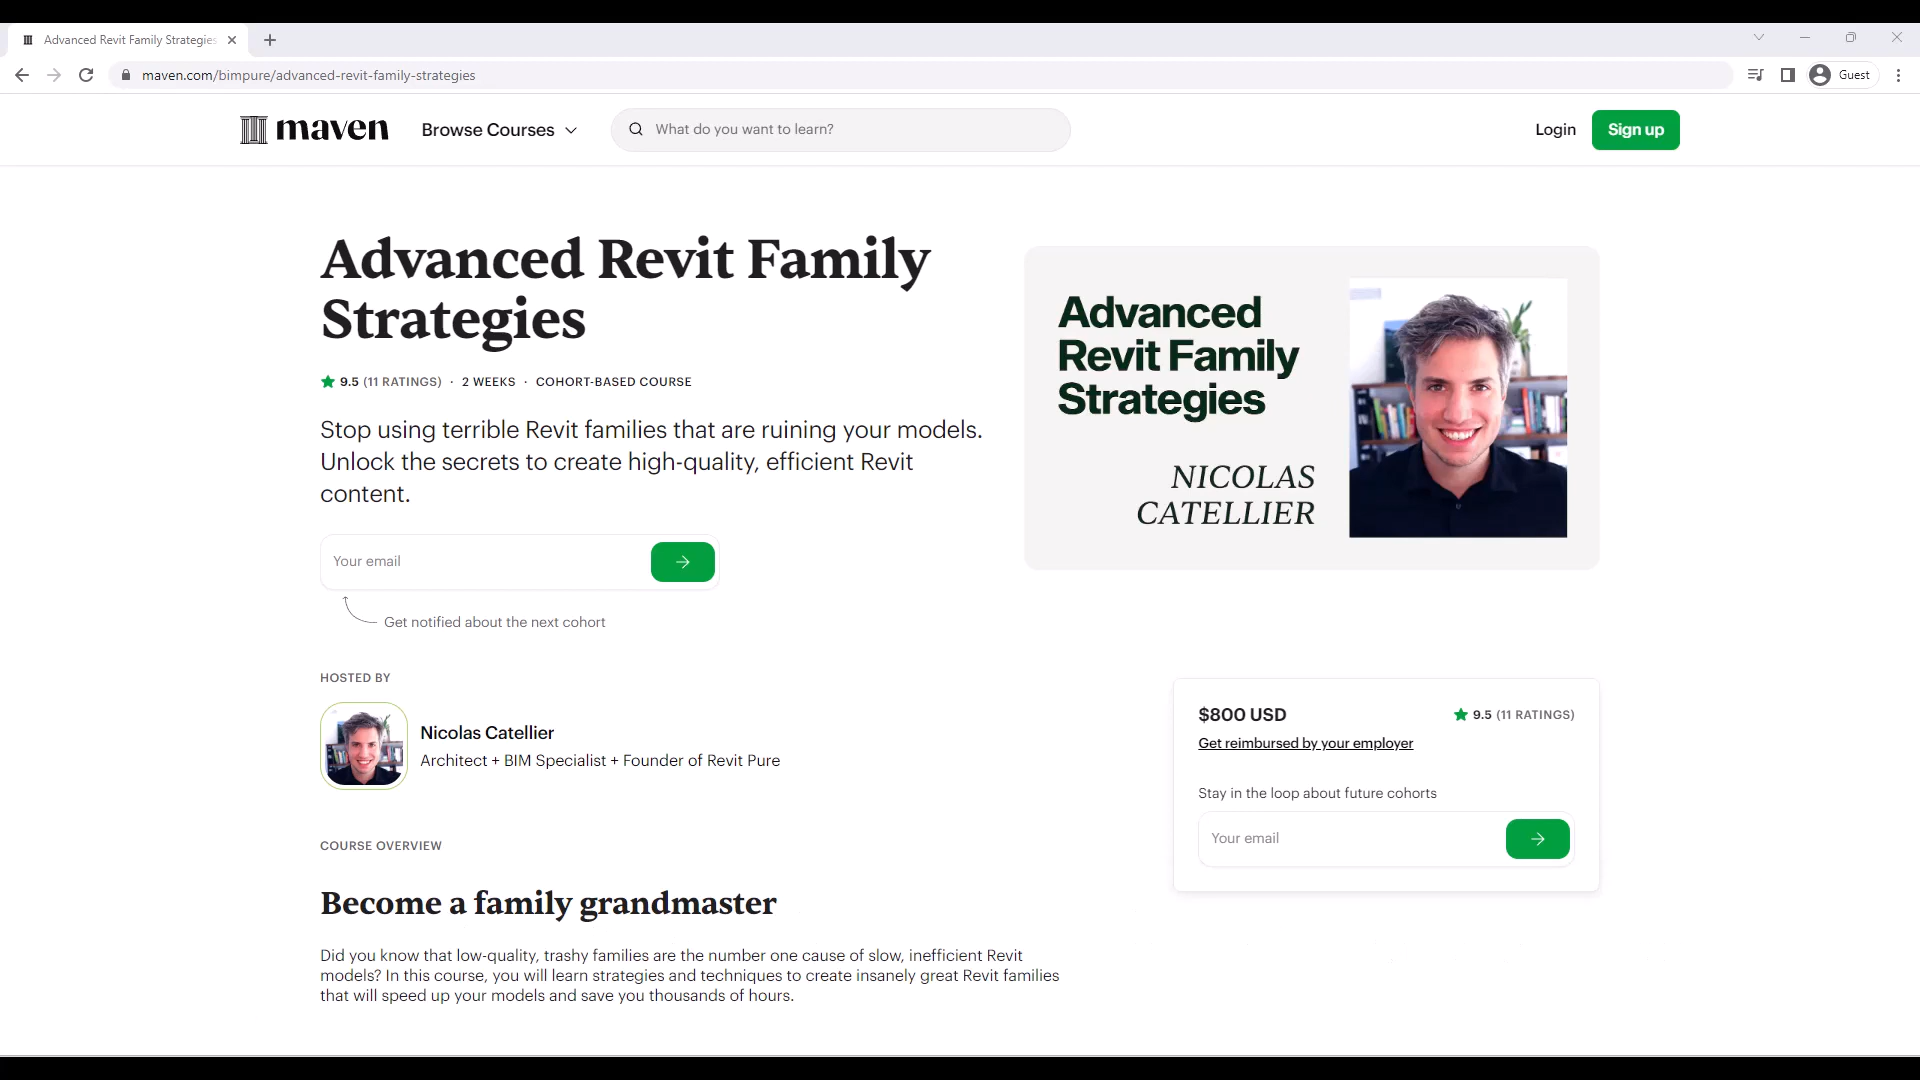 Advanced Revit Family Strategies
maven.com/bimpure/advanced-revit-family-strategies
Guest
maven
Browse Courses
What do you want to learn?
Login
Sign up
Advanced Revit Family
Strategies
9.5 (11 RATINGS) · 2 WEEKS · COHORT-BASED COURSE
Stop using terrible Revit families that are ruining your models.
Unlock the secrets to create high-quality, efficient Revit
content.
Your email
Get notified about the next cohort
Advanced
Revit Family
Strategies
NICOLAS
CATELLIER
HOSTED BY
Nicolas Catellier
Architect + BIM Specialist + Founder of Revit Pure
$800 USD
9.5 (11 RATINGS)
Get reimbursed by your employer
Stay in the loop about future cohorts
Your email
COURSE OVERVIEW
Become a family grandmaster
Did you know that low-quality, trashy families are the number one cause of slow, inefficient Revit
models? In this course, you will learn strategies and techniques to create insanely great Revit families
that will speed up your models and save you thousands of hours.